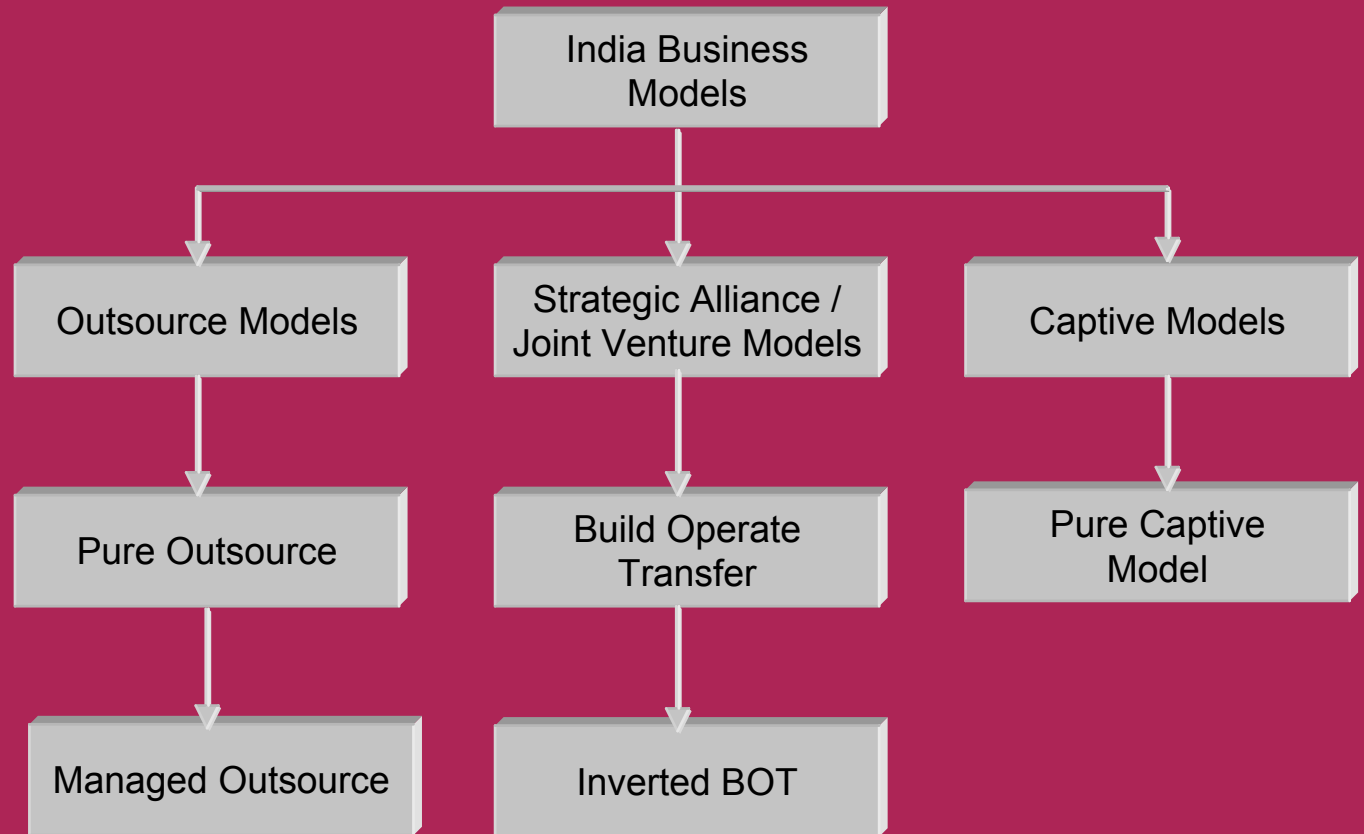 India Business
Models
Outsource Models
Strategic Alliance /
Joint Venture Models
Captive Models
Pure Outsource
Build Operate
Transfer
Pure Captive
Model
Managed Outsource
Inverted BOT